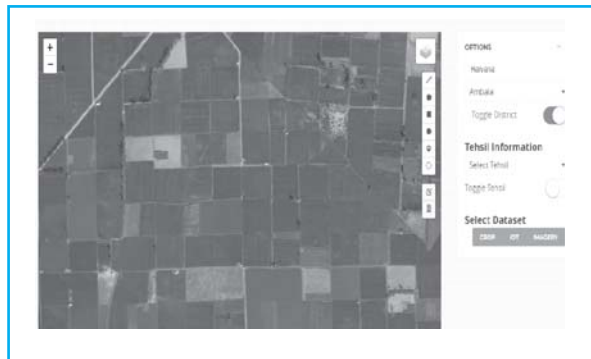 +
−
OPTIONS
Haryana
Ambala
Toggle District
Tehsil Information
Select Tehsil
Toggle Tehsil
Select Dataset
CROP IOT IMAGERY